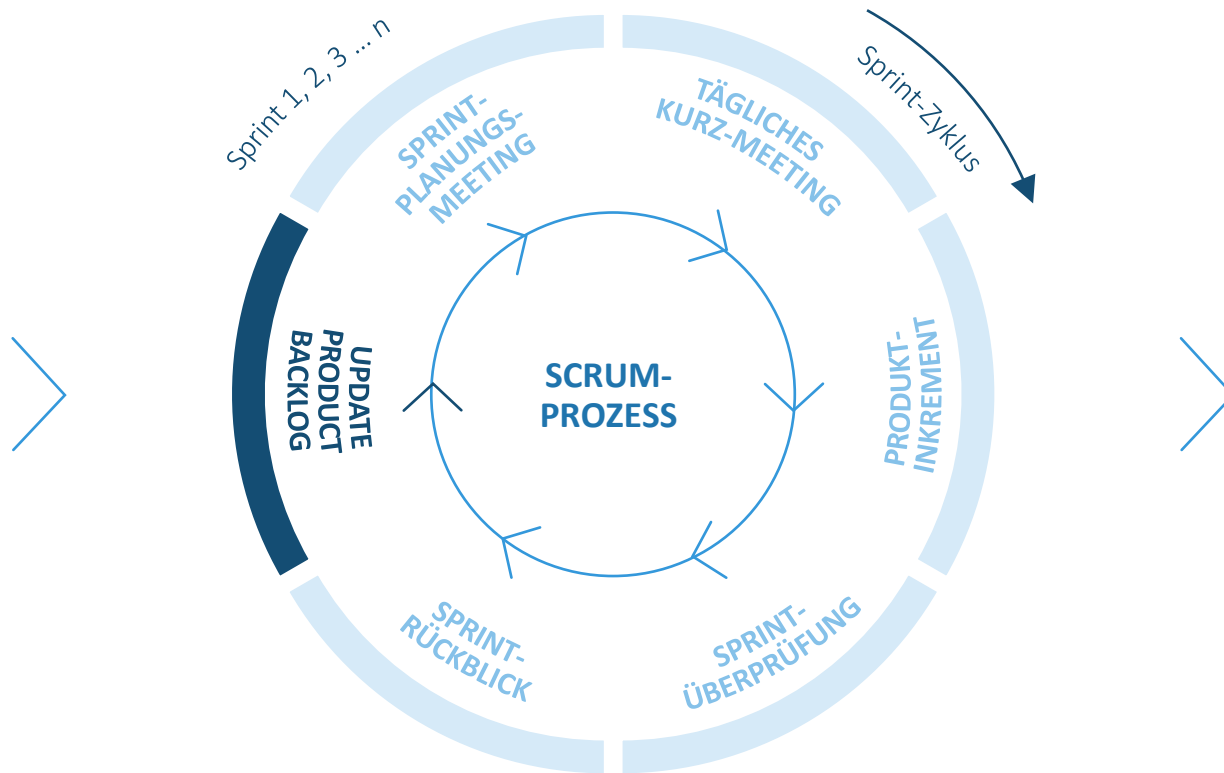 Sprint 1, 2, 3 ... n
Sprint-Zyklus
SPRINT-
PLANUNGS-
MEETING
TÄGLICHES
KURZ-MEETING
PRODUKT-
INKREMENT
SPRINT-
ÜBERPRÜFUNG
SPRINT-
RÜCKBLICK
UPDATE
PRODUCT
BACKLOG
SCRUM-
PROZESS